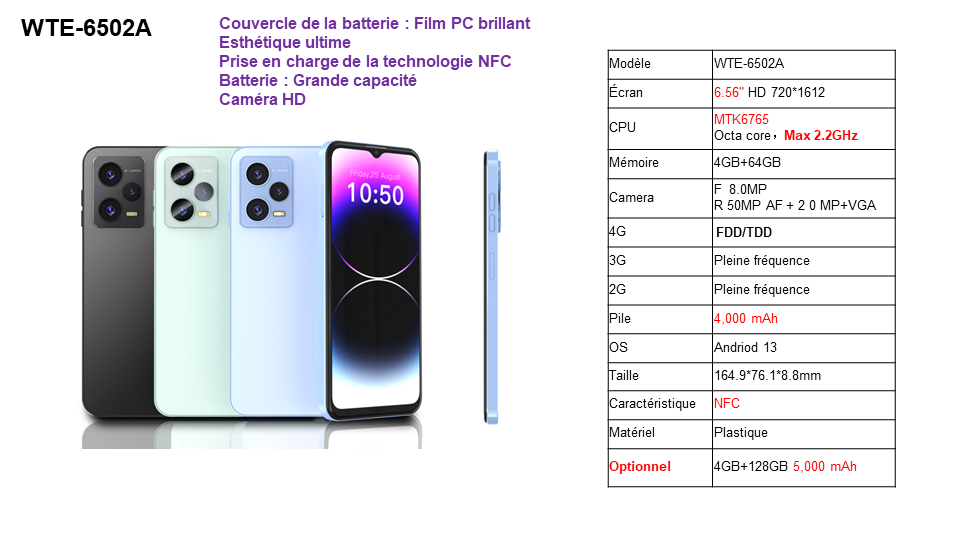 WTE-6502A
Couvercle de la batterie : Film PC brillant
Esthétique ultime
Prise en charge de la technologie NFC
Batterie : Grande capacité
Caméra HD
Friday,25 August
10:50
Modèle WTE-6502A
Écran 6.56" HD 720*1612
CPU MTK6765
Octa core，Max 2.2GHz
Mémoire 4GB+64GB
Camera F 8.0MP
R 50MP AF + 2 0 MP+VGA
4G FDD/TDD
3G Pleine fréquence
2G Pleine fréquence
Pile 4,000 mAh
OS Andriod 13
Taille 164.9*76.1*8.8mm
Caractéristique NFC
Matériel Plastique
Optionnel 4GB+128GB 5,000 mAh